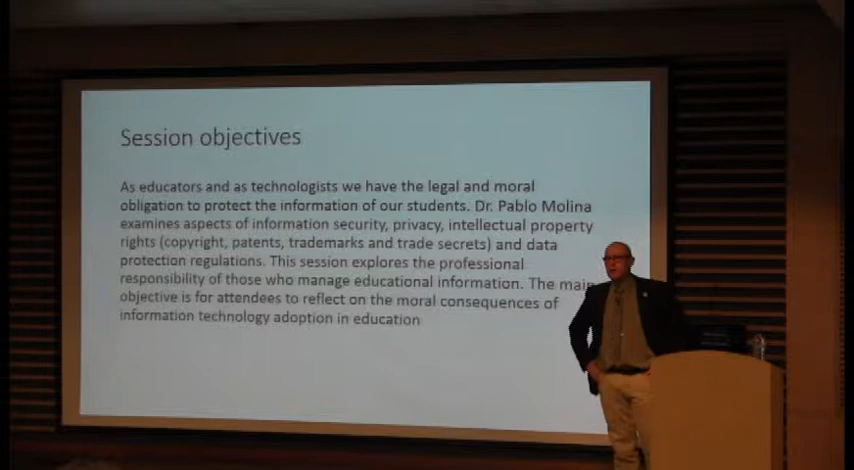 Session objectives
As educators and as technologists we have the legal and moral
obligation to protect the information of our students. Dr. Pablo Molina
examines aspects of information security, privacy, intellectual property
rights (copyright, patents, trademarks and trade secrets) and data
protection regulations. This session explores the professional
responsibility of those who manage educational information. The main
objective is for attendees to reflect on the moral consequences of
information technology adoption in education